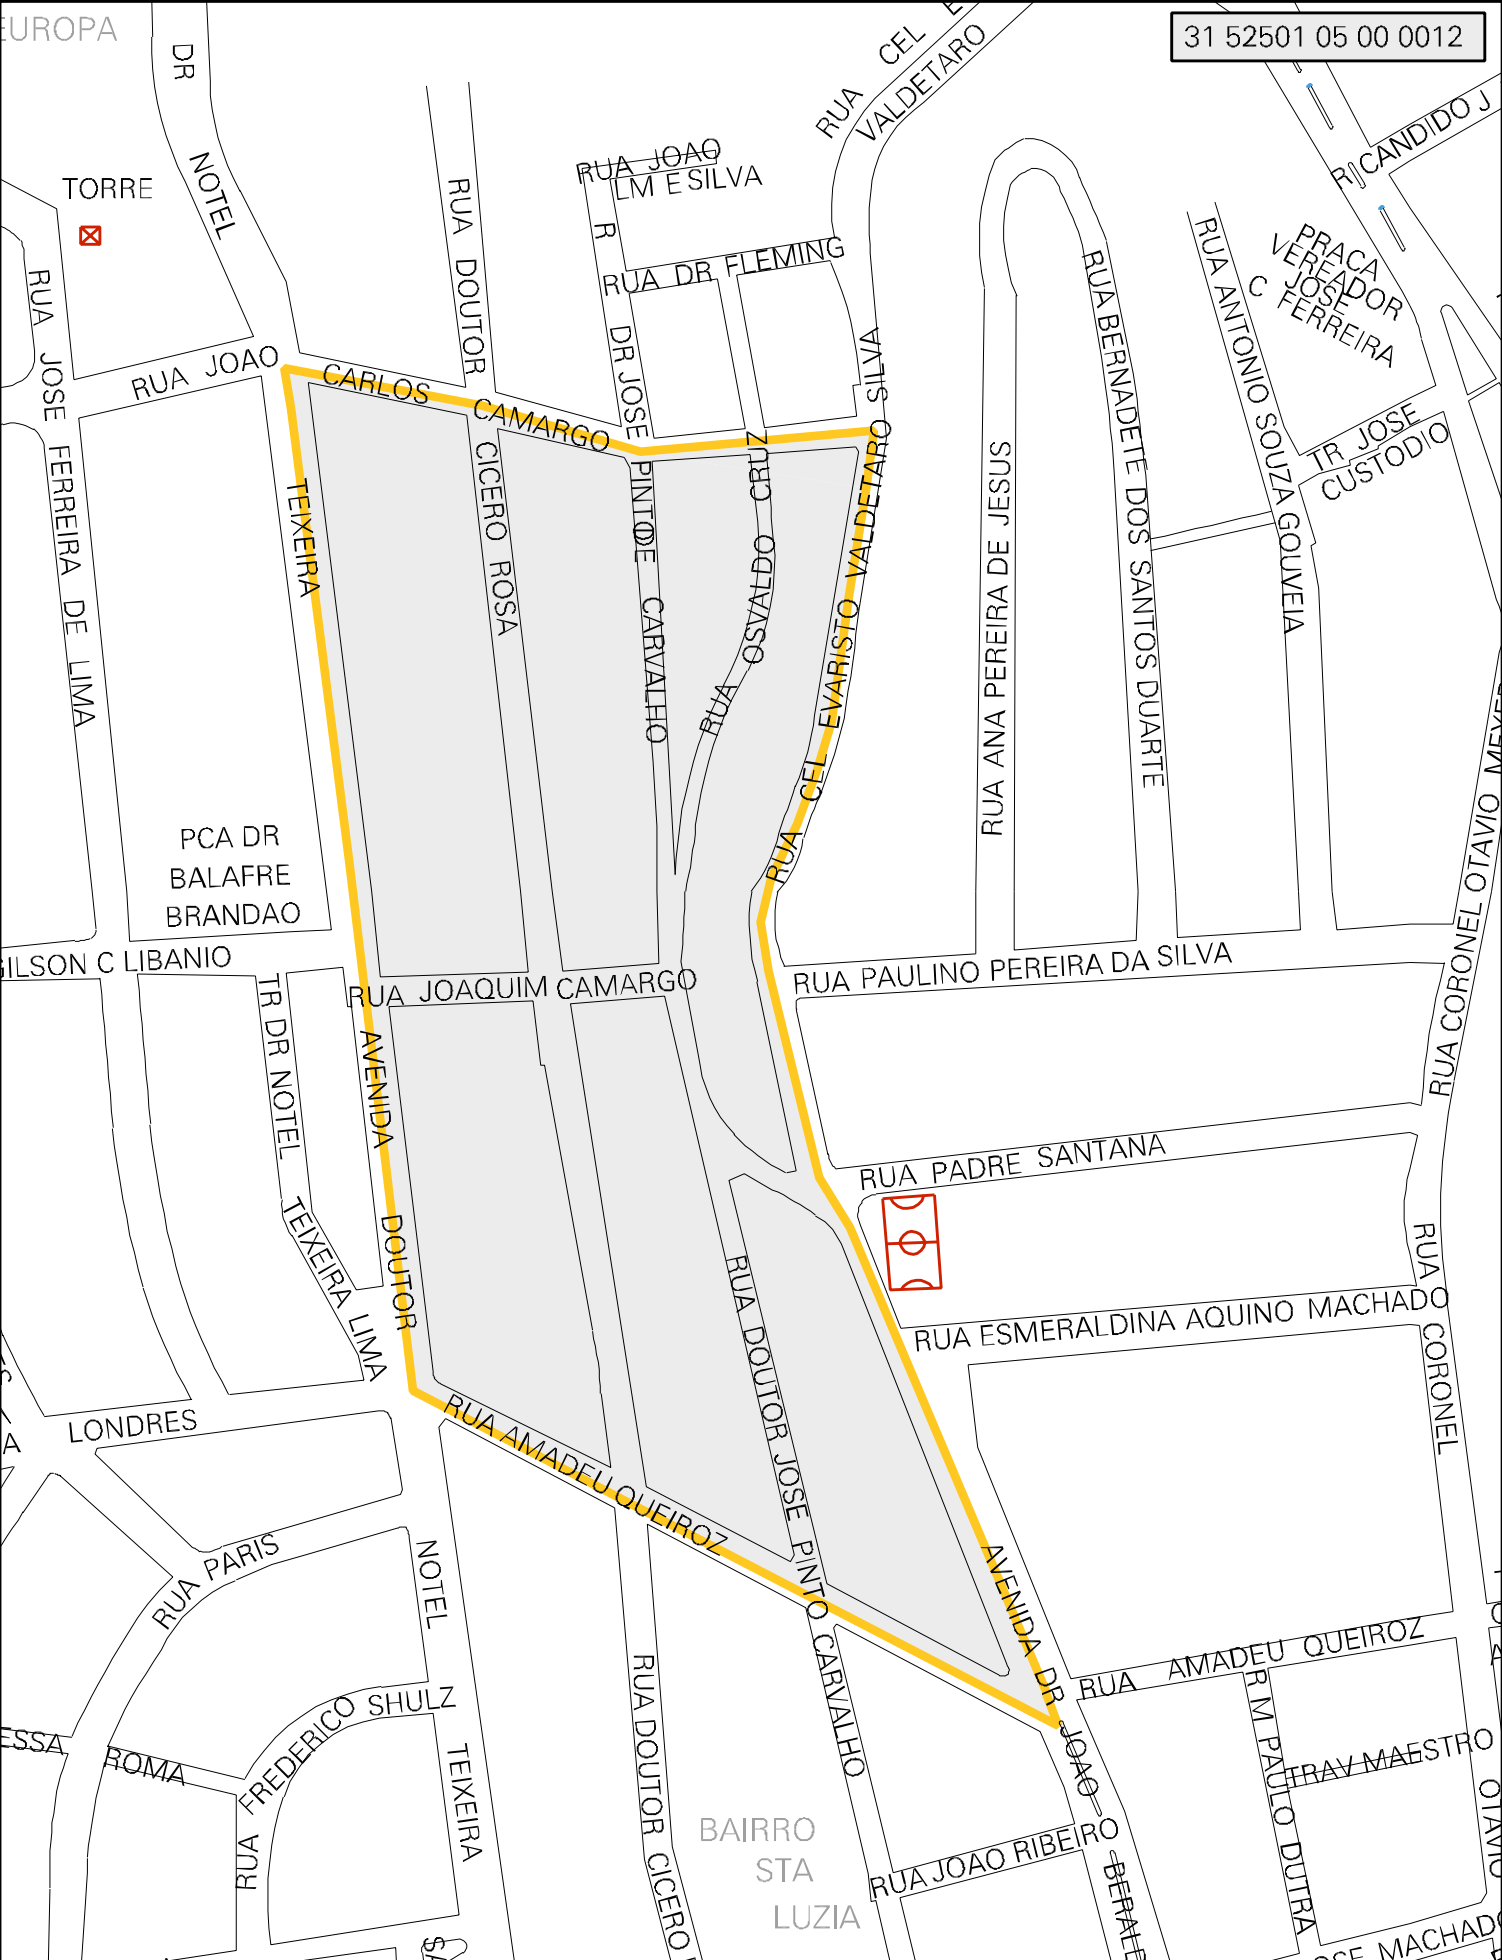 EUROPA
31 52501 05 00 0012
DR
NOTEL
TORRE
RUA JOSE FERREIRA DE LIMA
RUA JOAO
CARLOS
CAMARGO
RUA DOUTOR
CICERO ROSA
RUA JOAO
LM E SILVA
R
DR JOSE
PINTO
DE CARVALHO
RUA DR FLEMING
RUA CEL
VALDETARO
SILVA
CRUZ
OSVALDO
RUA
RUA CEL EVARISTO VALDETARO
RUA ANA PEREIRA DE JESUS
RUA BERNADETE DOS SANTOS DUARTE
RUA ANTONIO SOUZA GOUVEIA
R CANDIDO J
PRACA
VEREADOR
JOSE
C FERREIRA
TR JOSE
CUSTODIO
TEIXEIRA
PCA DR
BALAFRE
BRANDAO
GILSON C LIBANIO
RUA JOAQUIM CAMARGO
RUA PAULINO PEREIRA DA SILVA
RUA CORONEL OTAVIO MEYER
TR DR NOTEL
TEIXEIRA LIMA
AVENIDA
DOUTOR
RUA PADRE SANTANA
RUA ESMERALDINA AQUINO MACHADO
RUA CORONEL
LONDRES
A
RUA AMADEU QUEIROZ
RUA DOUTOR JOSE PINTO CARVALHO
RUA PARIS
NOTEL
TEIXEIRA
AVENIDA DR JOAO
BERALD
RUA AMADEU QUEIROZ
RUA DOUTOR CICERO
ESSA
ROMA
RUA FREDERICO SHULZ
R M PAULO DUTRA
TRAV MAESTRO
OTAVIO
BAIRRO
STA
LUZIA
RUA JOAO RIBEIRO
OSE MACHADO